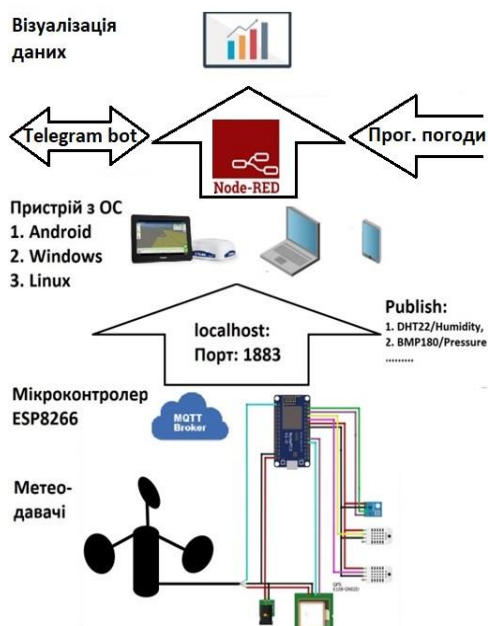 Візуалізація
даних
Telegram bot
Node-RED
Прог. погоди
Пристрій з ОС
1. Android
2. Windows
3. Linux
localhost:
Порт: 1883
Publish:
1. DHT22/Humidity,
2. BMP180/Pressure
.........
Мікроконтролер
ESP8266
MQTT
Broker
Метео-
давачі
GPS